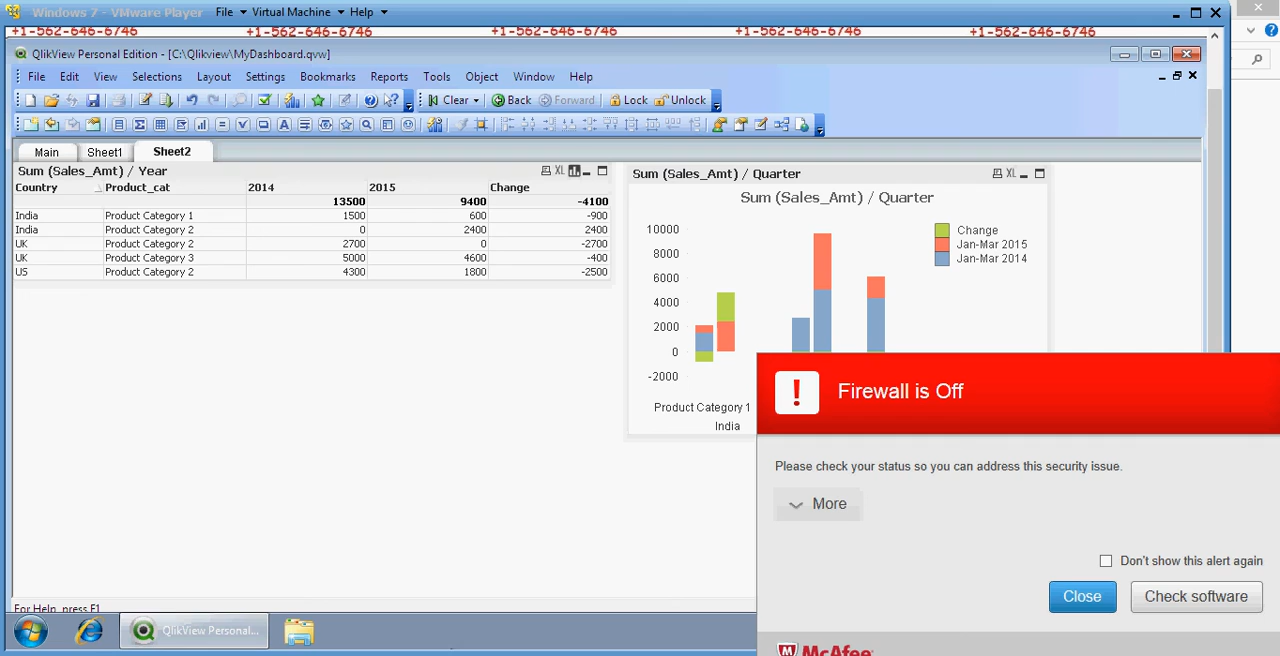 Windows 7 - VMware Player File Virtual Machine Help
+1-562-646-6746 +1-562-646-6746 +1-562-646-6746 +1-562-646-6746 +1-562-646-6746
QlikView Personal Edition - [C:\Qlikview\MyDashboard.qvw]
File Edit View Selections Layout Settings Bookmarks Reports Tools Object Window Help
Clear Back Forward Lock Unlock
Main Sheet1 Sheet2
Sum (Sales_Amt) / Year XL
Country Product_cat 2014 2015 Change
13500 9400 -4100
India Product Category 1 1500 600 -900
India Product Category 2 0 2400 2400
UK Product Category 2 2700 0 -2700
UK Product Category 3 5000 4600 -400
US Product Category 2 4300 1800 -2500
Sum (Sales_Amt) / Quarter XL
Sum (Sales_Amt) / Quarter
10000
8000
6000
4000
2000
0
-2000
Change
Jan-Mar 2015
Jan-Mar 2014
Product Category 1
India
Firewall is Off
Please check your status so you can address this security issue.
More
Don't show this alert again
Close Check software
McAfee
For Help, press F1
QlikView Personal...